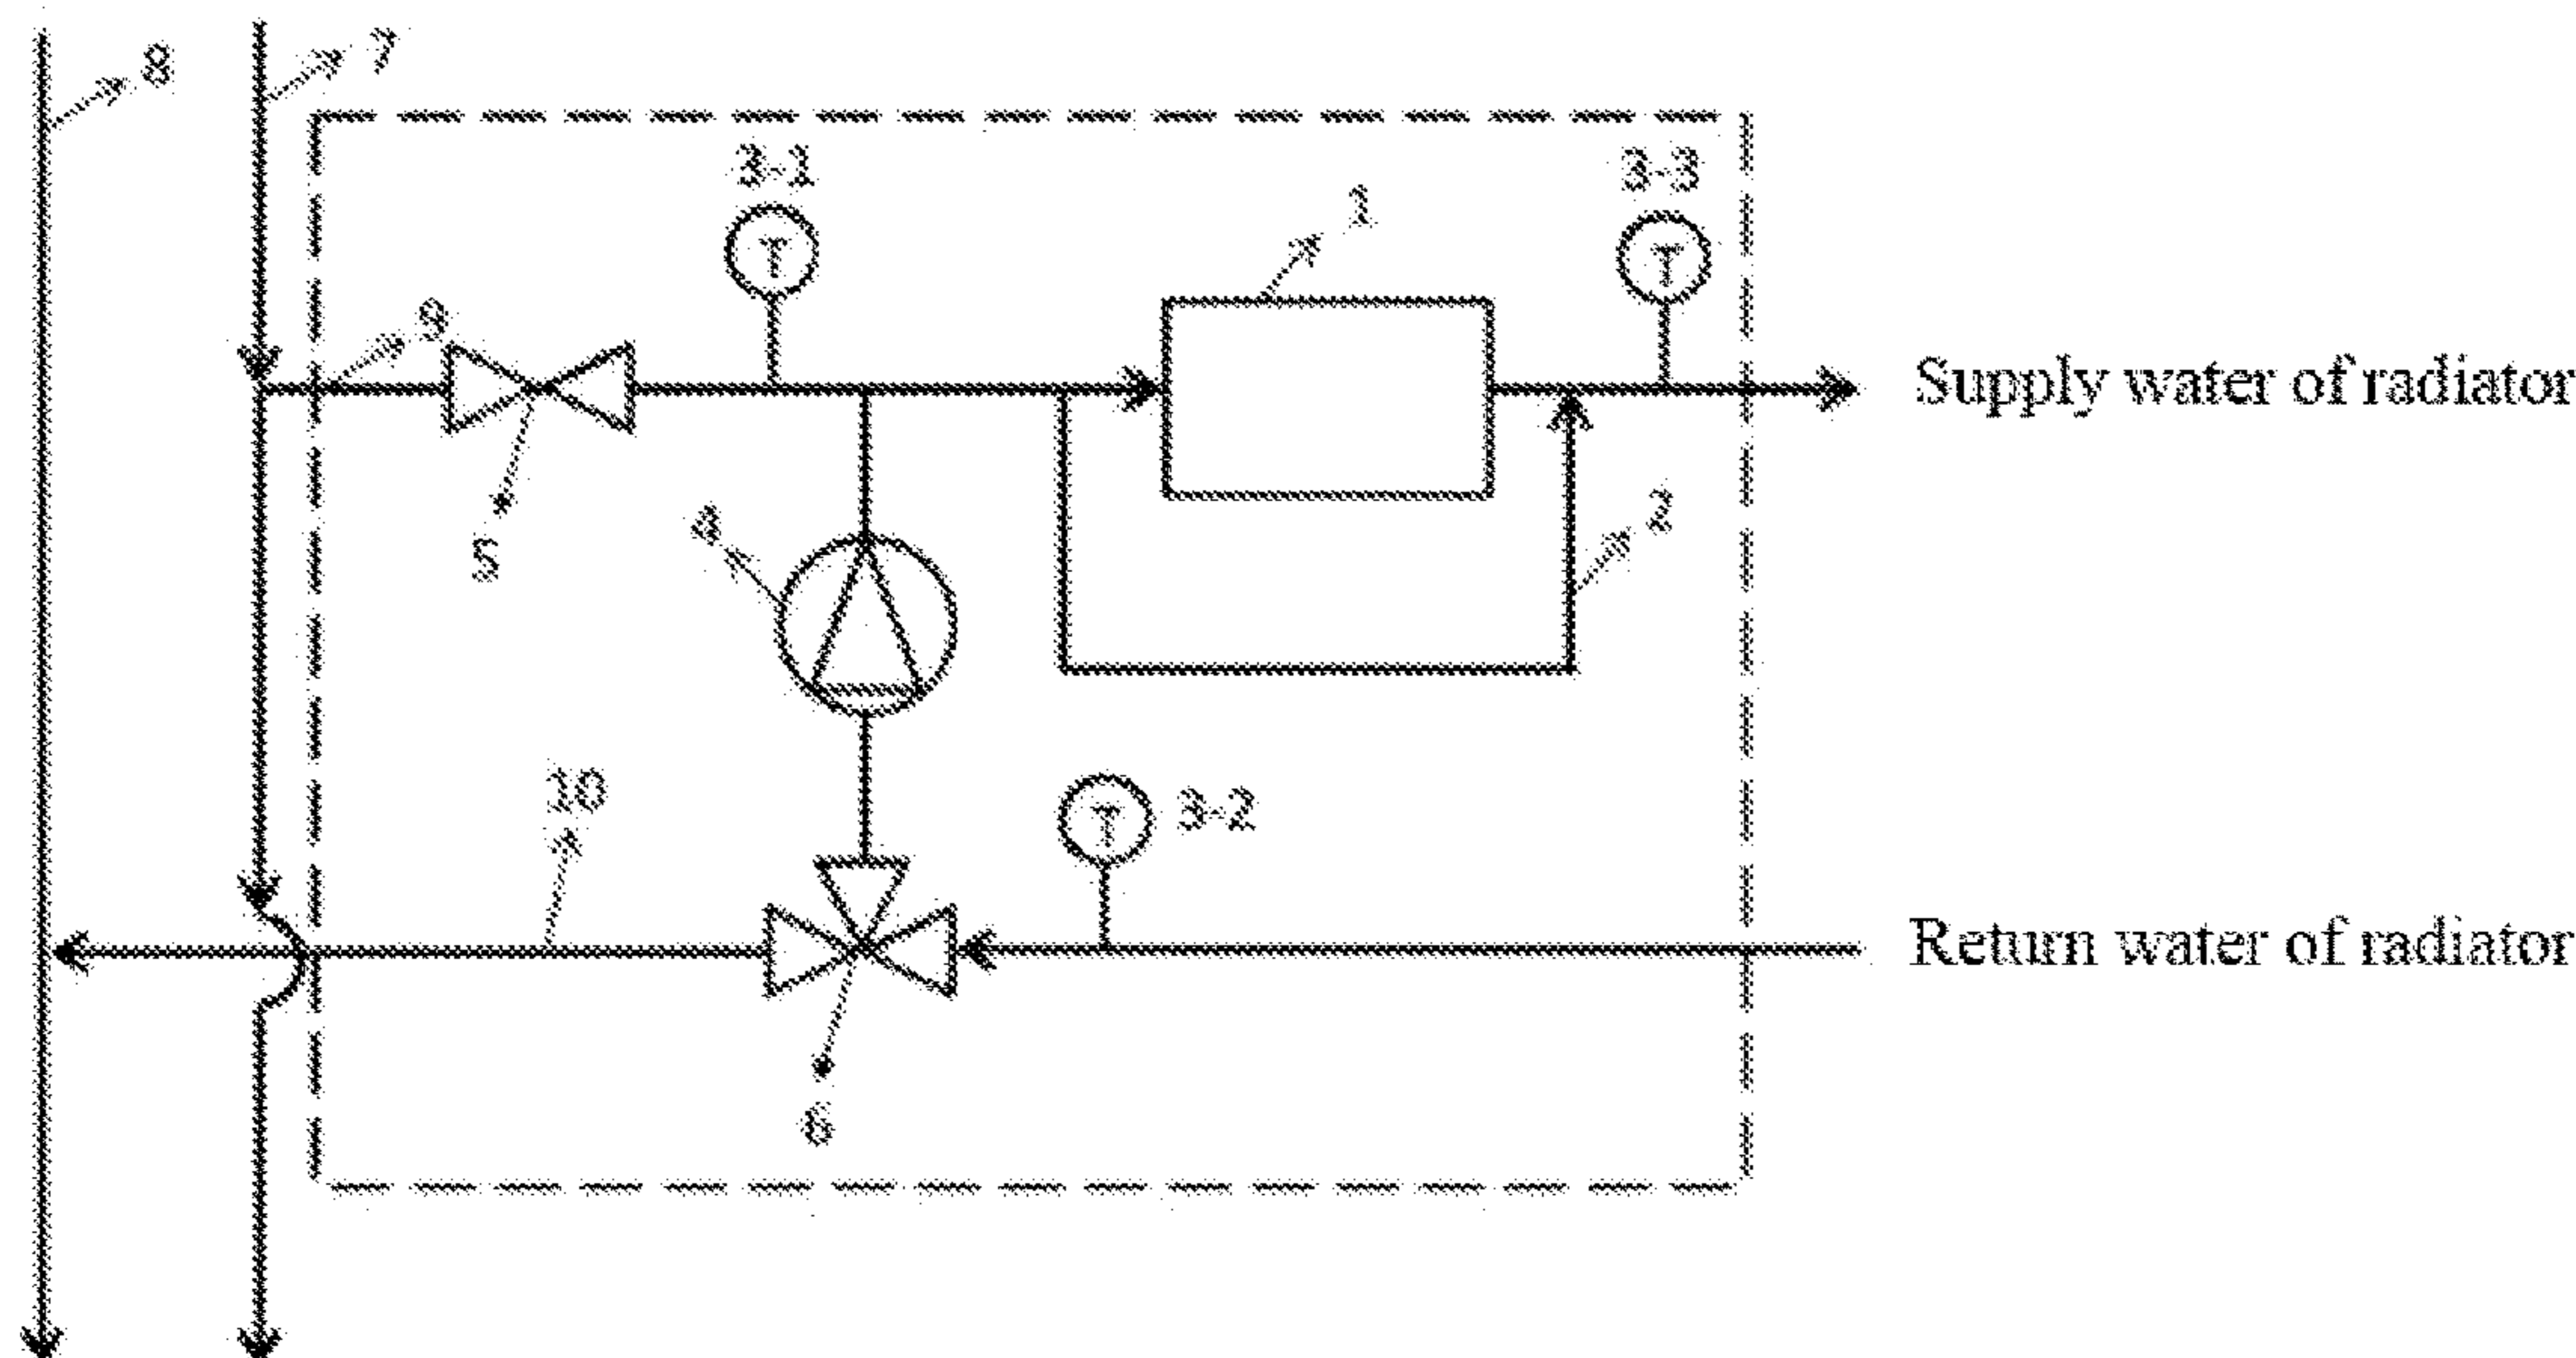 8
7
3-1
3-3
1
T
T
9
Supply water of radiator
5
4
2
10
T
3-2
Return water of radiator
6